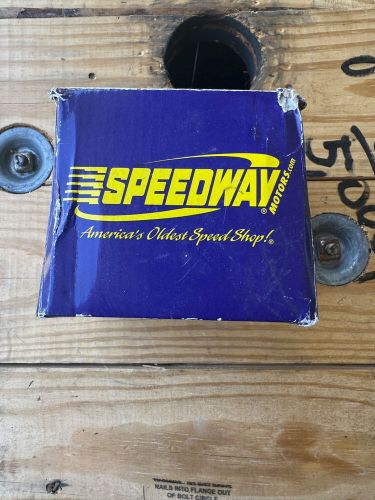 SPEEDWAY
MOTORS.com
®
America's Oldest Speed Shop!®
NAILS INTO FLANGE OUT
OF BOLT CIRCLE